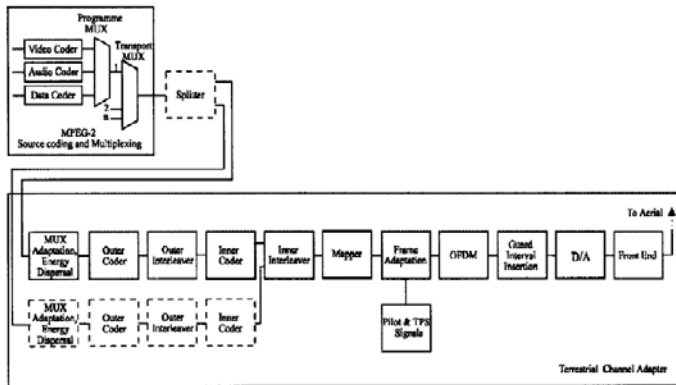 Programme
MUX
Transport
MUX
Video Coder
Audio Coder
Data Coder
1
2
n
MPEG-2
Source coding and Multiplexing
Splitter
To Aerial
MUX
Adaptation,
Energy
Dispersal
Outer
Coder
Outer
Interleaver
Inner
Coder
Inner
Interleaver
Mapper
Frame
Adaptation
OFDM
Guard
Interval
Insertion
D/A
Front End
MUX
Adaptation,
Energy
Dispersal
Outer
Coder
Outer
Interleaver
Inner
Coder
Pilot & TPS
Signals
Terrestrial Channel Adapter